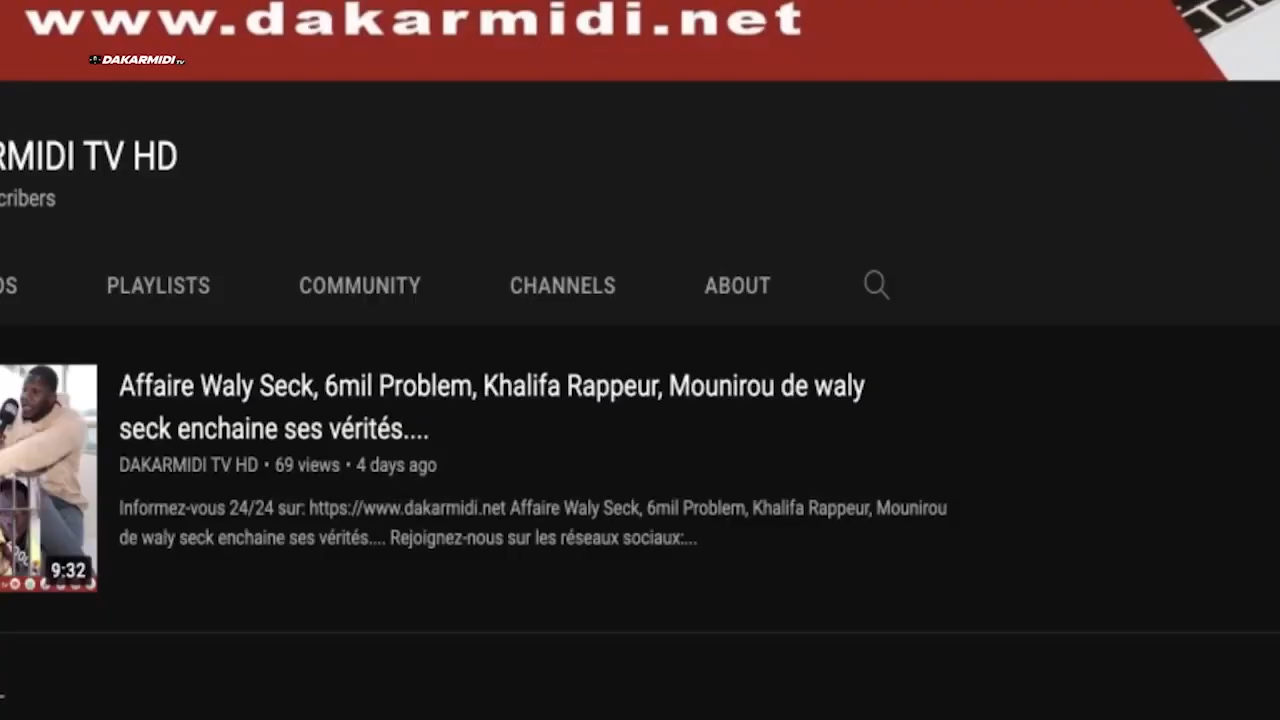 www.dakarmidi.net
DAKARMIDI TV
RMIDI TV HD
cribers
OS PLAYLISTS COMMUNITY CHANNELS ABOUT
Affaire Waly Seck, 6mil Problem, Khalifa Rappeur, Mounirou de waly
seck enchaine ses vérités....
DAKARMIDI TV HD • 69 views • 4 days ago
Informez-vous 24/24 sur: https://www.dakarmidi.net Affaire Waly Seck, 6mil Problem, Khalifa Rappeur, Mounirou
de waly seck enchaine ses vérités.... Rejoignez-nous sur les réseaux sociaux:...
9:32